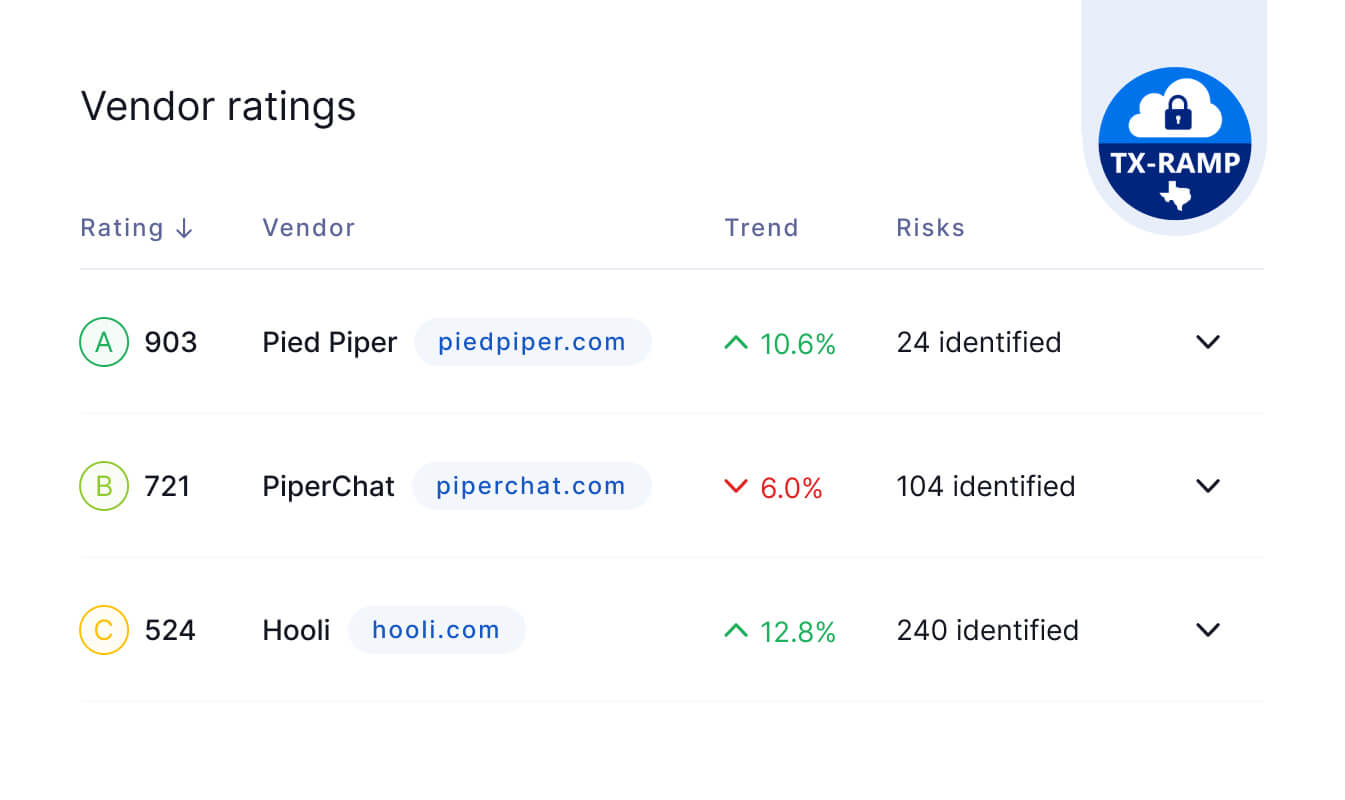 Vendor ratings
TX-RAMP
Rating ↓ Vendor Trend Risks
A 903 Pied Piper piedpiper.com 10.6% 24 identified
B 721 PiperChat piperchat.com 6.0% 104 identified
C 524 Hooli hooli.com 12.8% 240 identified